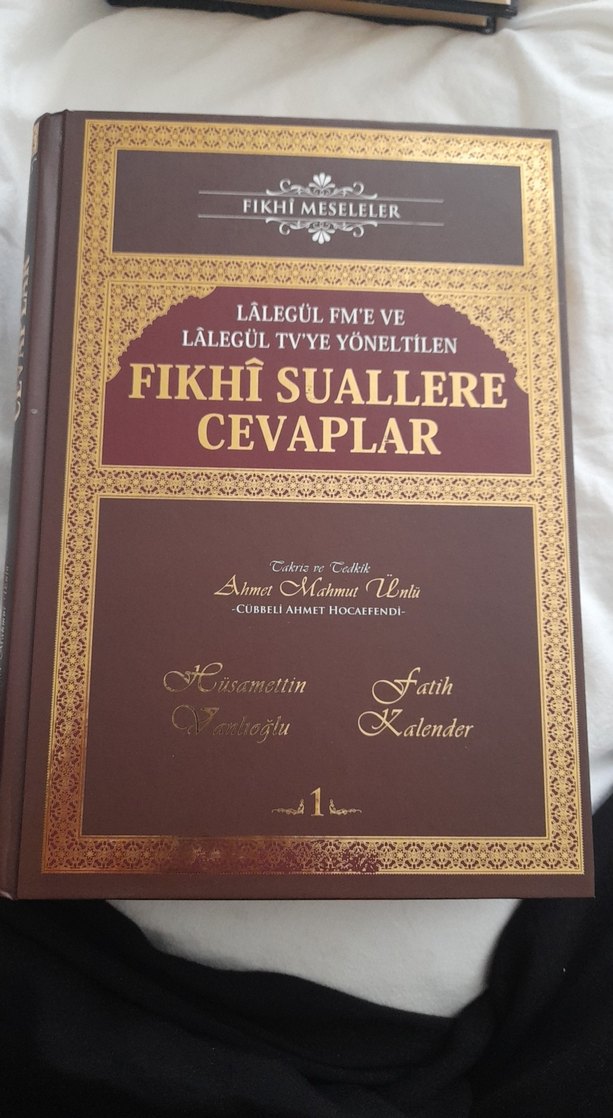 FIKHÎ MESELELER
LÂLEGÜL FM'E VE
LÂLEGÜL TV'YE YÖNELTİLEN
FIKHÎ SUALLERE
CEVAPLAR
Takriz ve Tedkik
Ahmet Mahmut Ünlü
-CÜBBELİ AHMET HOCAEFENDİ-
Hüsamettin
Vanlıoğlu
Fatih
Kalender
1
CEVAPLAR